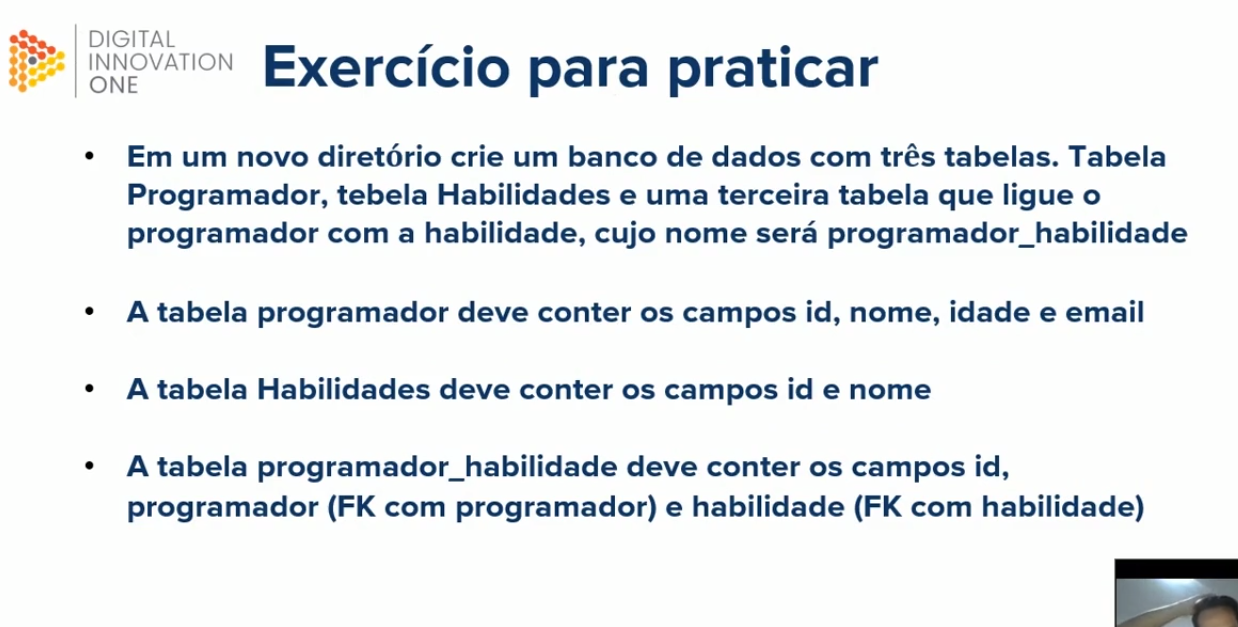 DIGITAL
INNOVATION
ONE
Exercício para praticar
• Em um novo diretório crie um banco de dados com três tabelas. Tabela
Programador, tebela Habilidades e uma terceira tabela que ligue o
programador com a habilidade, cujo nome será programador_habilidade
• A tabela programador deve conter os campos id, nome, idade e email
• A tabela Habilidades deve conter os campos id e nome
• A tabela programador_habilidade deve conter os campos id,
programador (FK com programador) e habilidade (FK com habilidade)